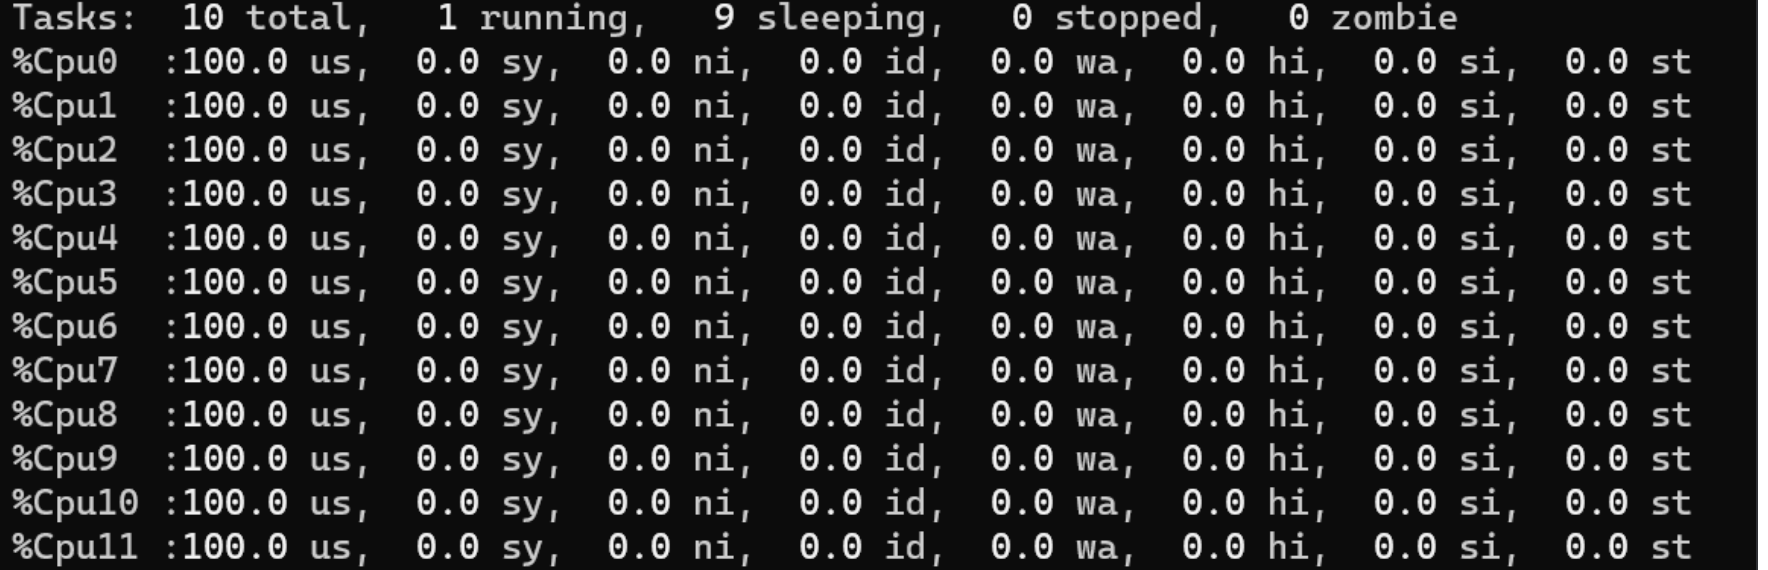 Tasks:  10 total,   1 running,   9 sleeping,   0 stopped,   0 zombie
%Cpu0  :100.0 us,  0.0 sy,  0.0 ni,  0.0 id,  0.0 wa,  0.0 hi,  0.0 si,  0.0 st
%Cpu1  :100.0 us,  0.0 sy,  0.0 ni,  0.0 id,  0.0 wa,  0.0 hi,  0.0 si,  0.0 st
%Cpu2  :100.0 us,  0.0 sy,  0.0 ni,  0.0 id,  0.0 wa,  0.0 hi,  0.0 si,  0.0 st
%Cpu3  :100.0 us,  0.0 sy,  0.0 ni,  0.0 id,  0.0 wa,  0.0 hi,  0.0 si,  0.0 st
%Cpu4  :100.0 us,  0.0 sy,  0.0 ni,  0.0 id,  0.0 wa,  0.0 hi,  0.0 si,  0.0 st
%Cpu5  :100.0 us,  0.0 sy,  0.0 ni,  0.0 id,  0.0 wa,  0.0 hi,  0.0 si,  0.0 st
%Cpu6  :100.0 us,  0.0 sy,  0.0 ni,  0.0 id,  0.0 wa,  0.0 hi,  0.0 si,  0.0 st
%Cpu7  :100.0 us,  0.0 sy,  0.0 ni,  0.0 id,  0.0 wa,  0.0 hi,  0.0 si,  0.0 st
%Cpu8  :100.0 us,  0.0 sy,  0.0 ni,  0.0 id,  0.0 wa,  0.0 hi,  0.0 si,  0.0 st
%Cpu9  :100.0 us,  0.0 sy,  0.0 ni,  0.0 id,  0.0 wa,  0.0 hi,  0.0 si,  0.0 st
%Cpu10 :100.0 us,  0.0 sy,  0.0 ni,  0.0 id,  0.0 wa,  0.0 hi,  0.0 si,  0.0 st
%Cpu11 :100.0 us,  0.0 sy,  0.0 ni,  0.0 id,  0.0 wa,  0.0 hi,  0.0 si,  0.0 st